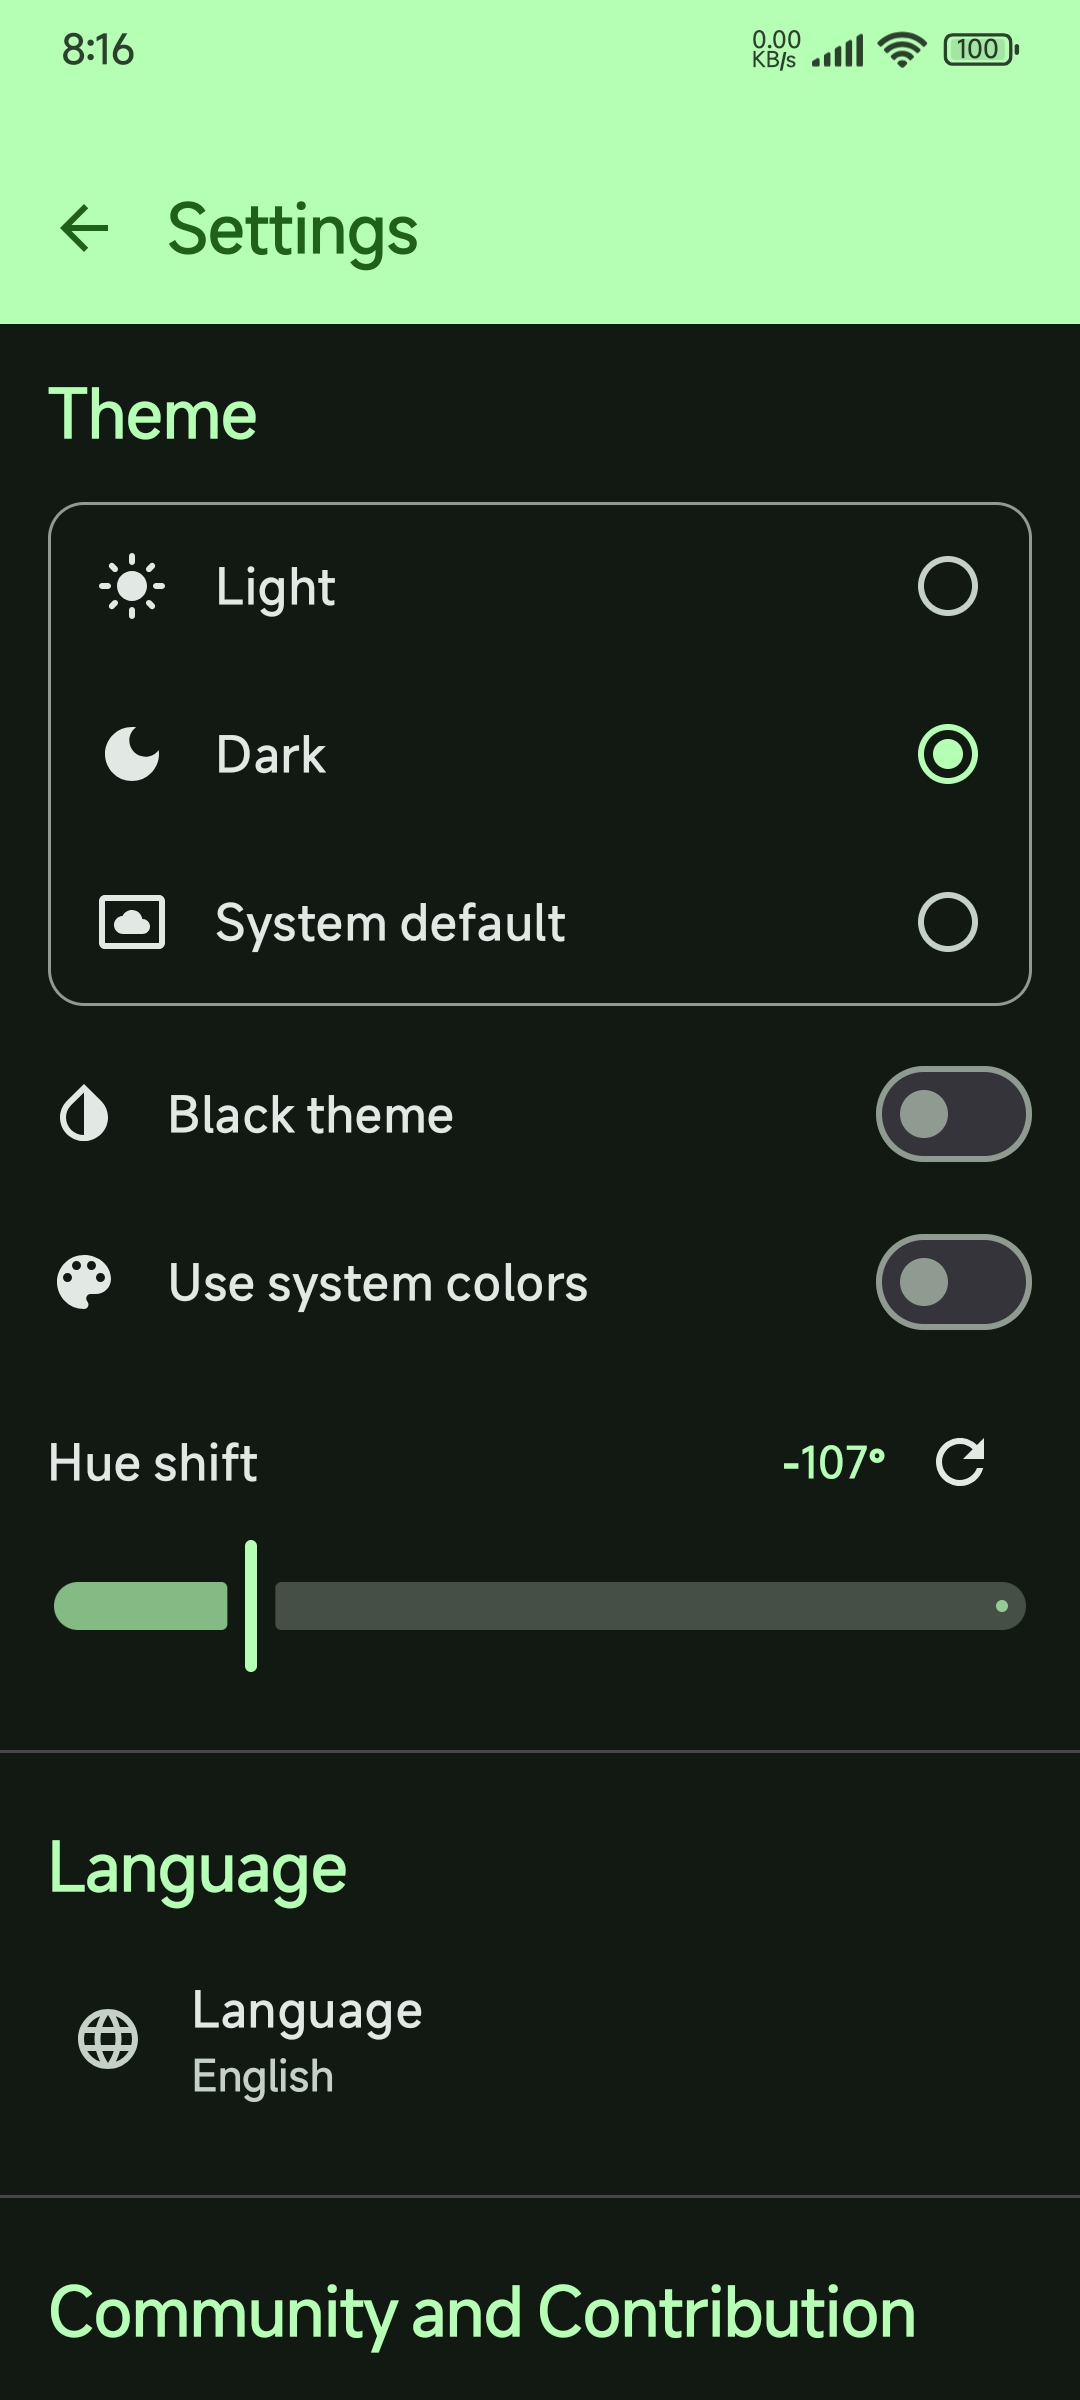 8:16
0.00
KB/s
100
Settings
Theme
Light
Dark
System default
Black theme
Use system colors
Hue shift
-107°
Language
Language
English
Community and Contribution